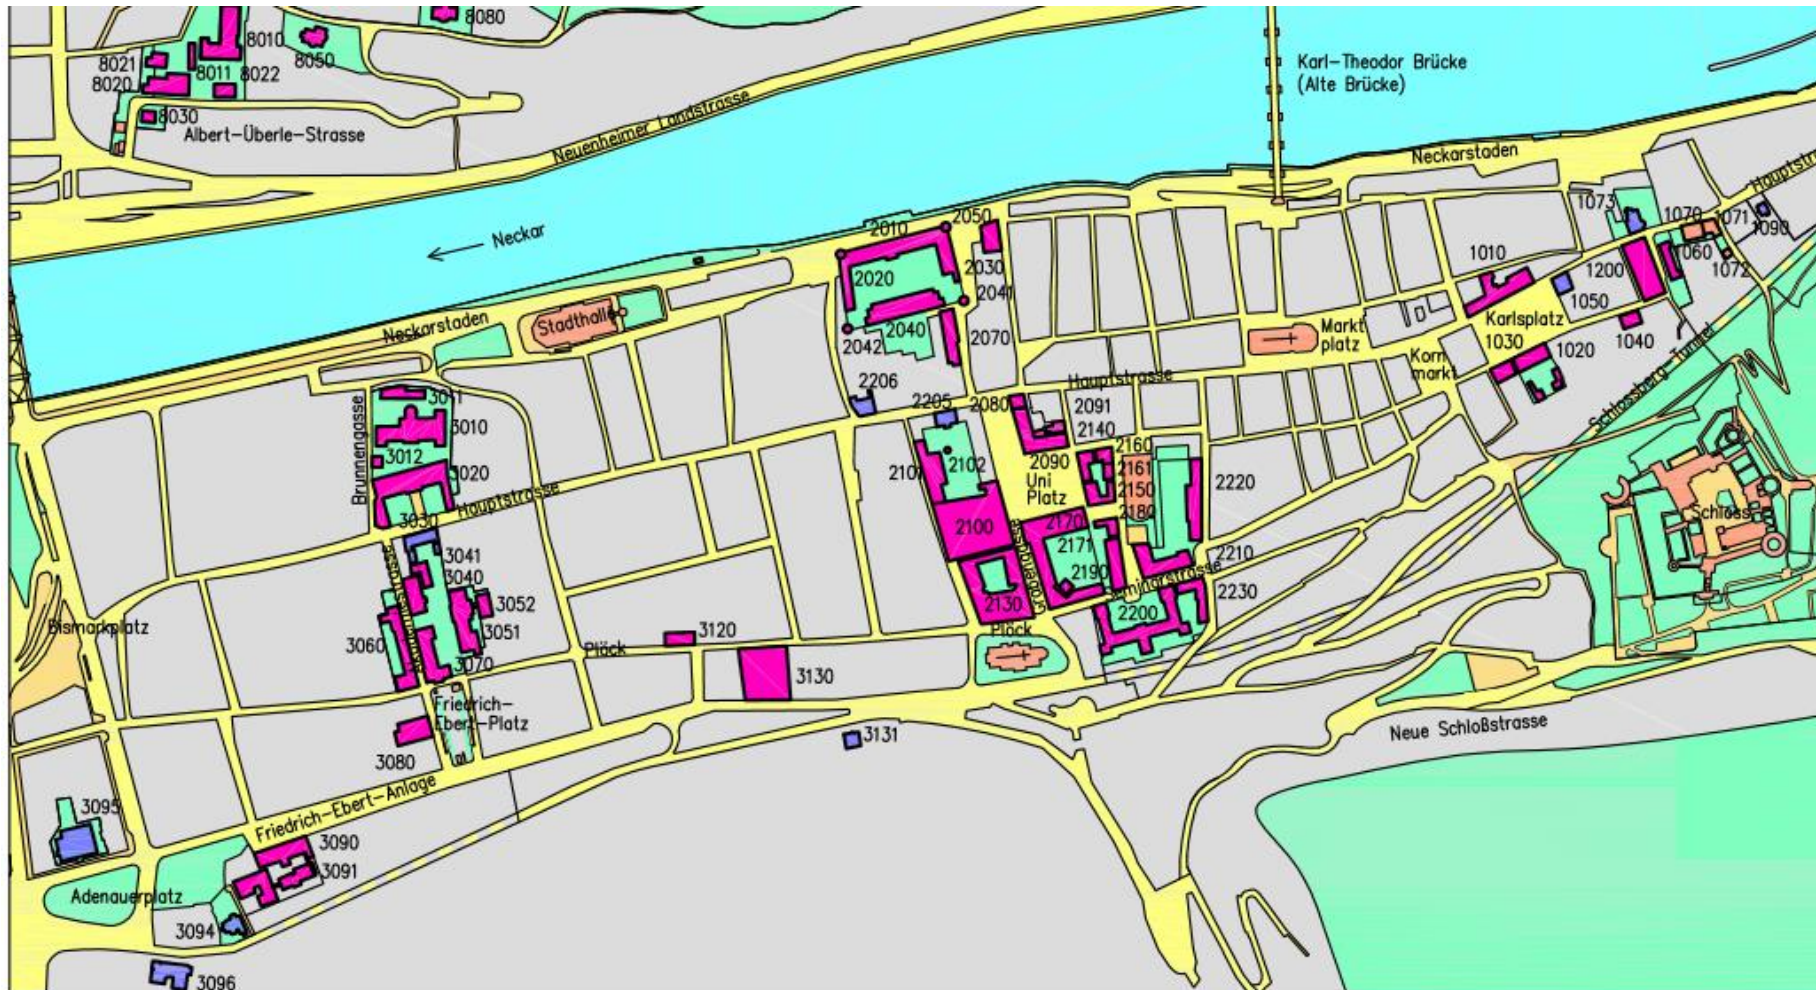 8080
8010
8050
8021
8011
8022
8020
8030
Albert-Überle-Strasse
Neuenheimer Landstrasse
Karl-Theodor Brücke
(Alte Brücke)
Neckarstaden
Hauptstra
1073
1070
1071
1090
1060
1072
1200
1010
1050
Karlsplatz
1040
1030
1020
Neckar
2010
2050
2020
2030
2041
2040
2042
2070
Stadthalle
Neckarstaden
Markt
platz
Korn
markt
Schlossberg-Tunnel
Hauptstrasse
2206
2205
2080
2091
2140
2090
2160
2161
2150
2180
Uni
Platz
2101
2102
2100
2170
2171
2190
2220
2210
Seminarstrasse
2230
2200
2130
Grabengasse
Plöck
Schloss
3011
3010
3012
3020
Brunnengasse
3030
Hauptstrasse
3041
3040
3052
3051
3060
3070
Bismarkplatz
Plöck
3120
3130
3131
Friedrich-
Ebert-Platz
3080
Friedrich-Ebert-Anlage
Neue Schloßstrasse
3095
3090
3091
Adenauerplatz
3094
3096